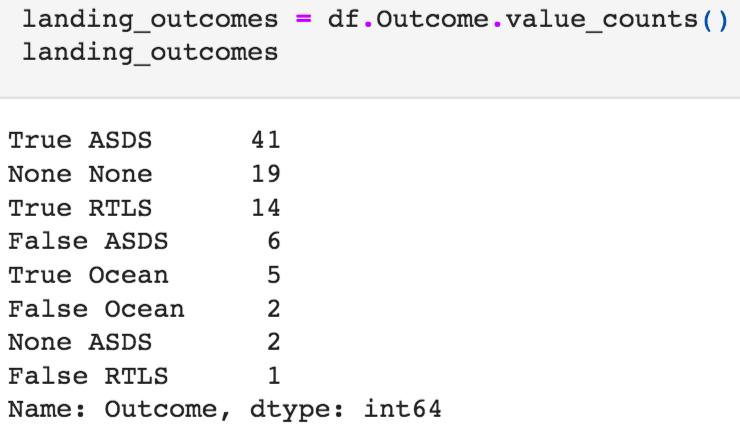 landing_outcomes = df.Outcome.value_counts()
landing_outcomes
True ASDS 41
None None 19
True RTLS 14
False ASDS 6
True Ocean 5
False Ocean 2
None ASDS 2
False RTLS 1
Name: Outcome, dtype: int64